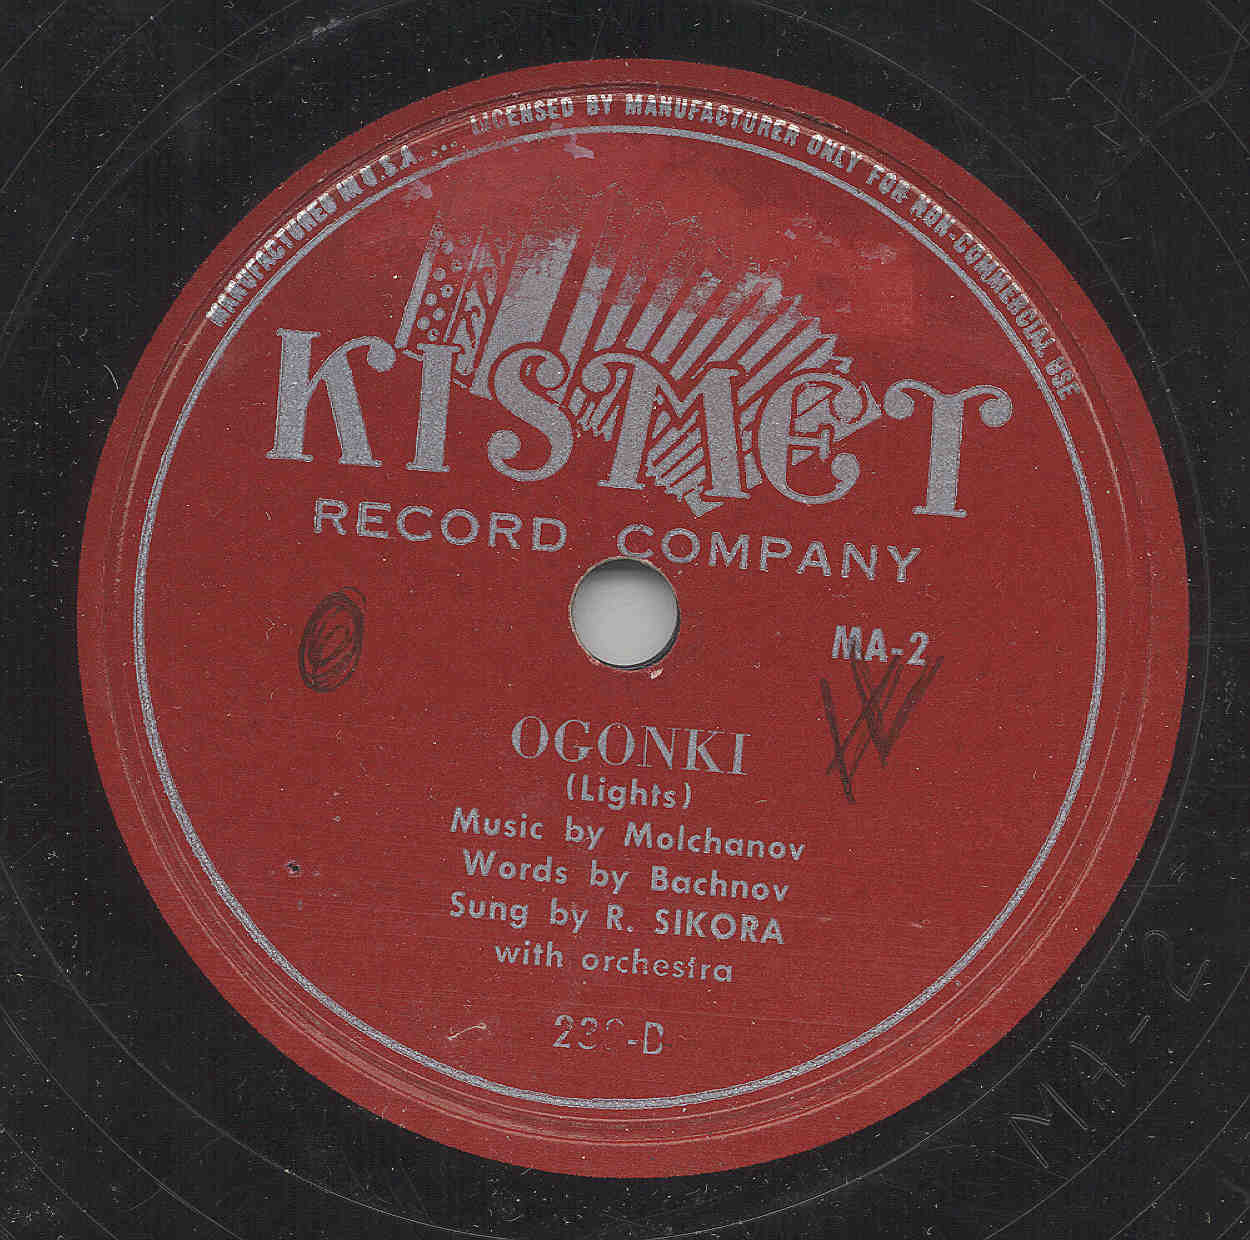 MANUFACTURED IN U.S.A. ... LICENSED BY MANUFACTURER ONLY FOR NON-COMMERCIAL USE
KISMET
RECORD COMPANY
MA-2
OGONKI
(Lights)
Music by Molchanov
Words by Bachnov
Sung by R. SIKORA
with orchestra
MA-2